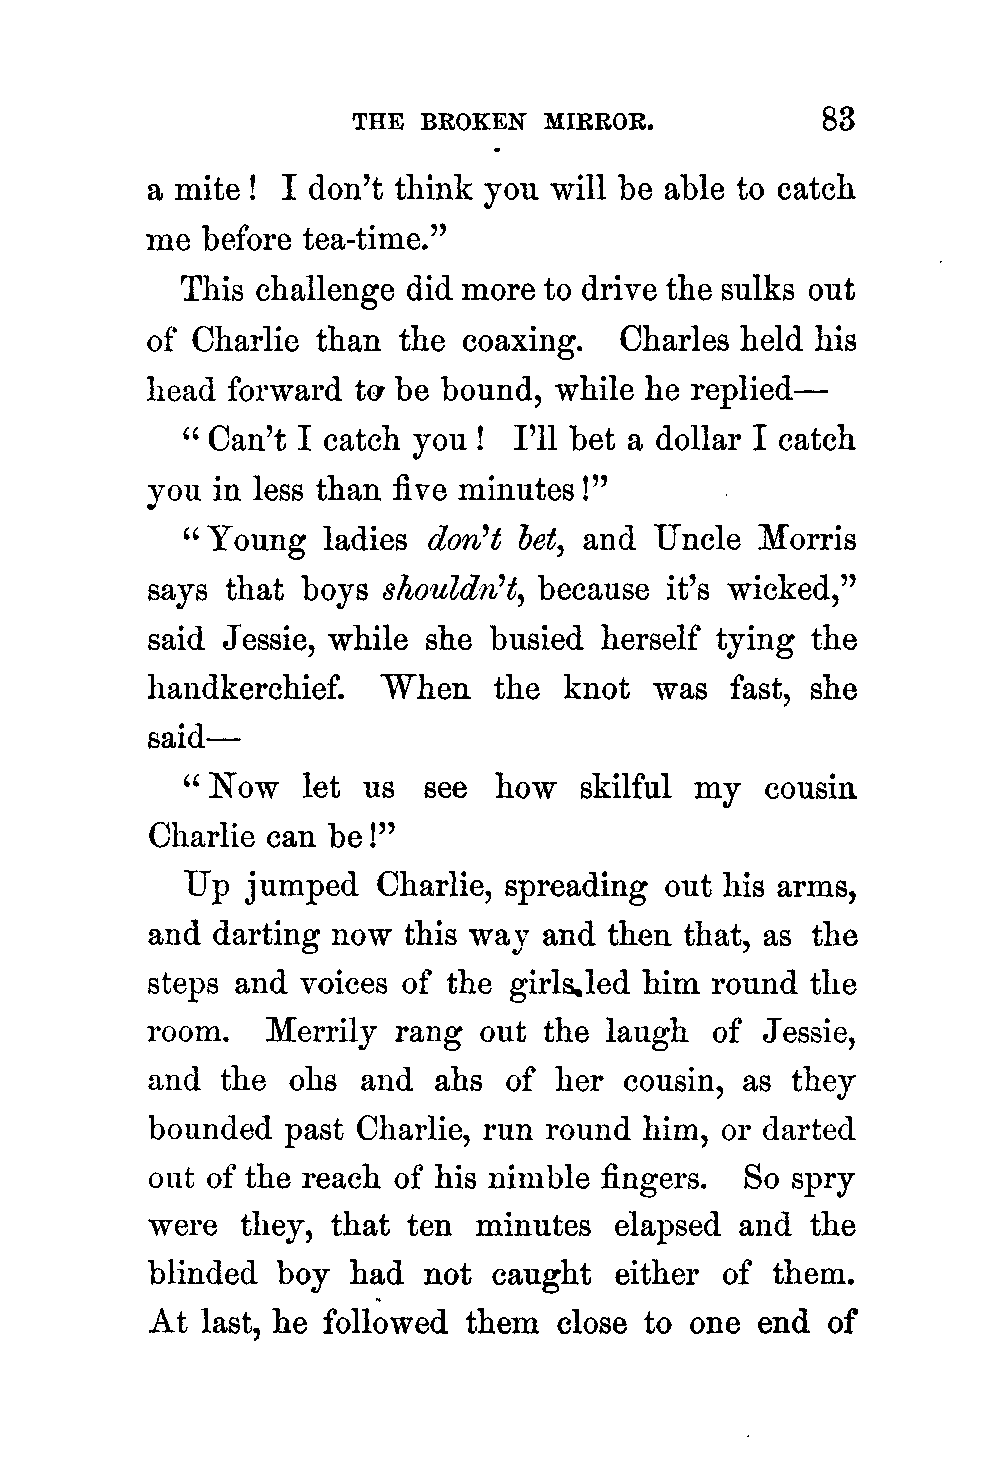 THE BROKEN MIRROR. 83
a mite! I don't think you will be able to catch
me before tea-time."
This challenge did more to drive the sulks out
of Charlie than the coaxing. Charles held his
head forward to be bound, while he replied—
"Can't I catch you! I'll bet a dollar I catch
you in less than five minutes!"
"Young ladies don't bet, and Uncle Morris
says that boys shouldn't, because it's wicked,"
said Jessie, while she busied herself tying the
handkerchief. When the knot was fast, she
said—
"Now let us see how skilful my cousin
Charlie can be!"
Up jumped Charlie, spreading out his arms,
and darting now this way and then that, as the
steps and voices of the girls led him round the
room. Merrily rang out the laugh of Jessie,
and the ohs and ahs of her cousin, as they
bounded past Charlie, run round him, or darted
out of the reach of his nimble fingers. So spry
were they, that ten minutes elapsed and the
blinded boy had not caught either of them.
At last, he followed them close to one end of